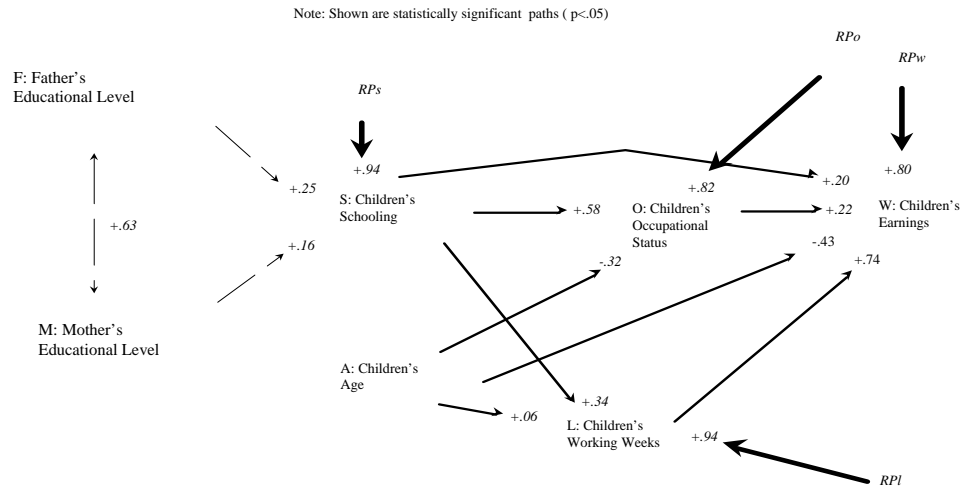 Note: Shown are statistically significant paths ( p<.05)
RPo
RPw
F: Father's
Educational Level
RPs
+.94
+.82
+.80
+.25
S: Children's
Schooling
+.20
+.63
+.58
O: Children's
Occupational
Status
+.22
W: Children's
Earnings
+.16
-.32
-.43
+.74
M: Mother's
Educational Level
A: Children's
Age
+.06
+.34
L: Children's
Working Weeks
+.94
RPl